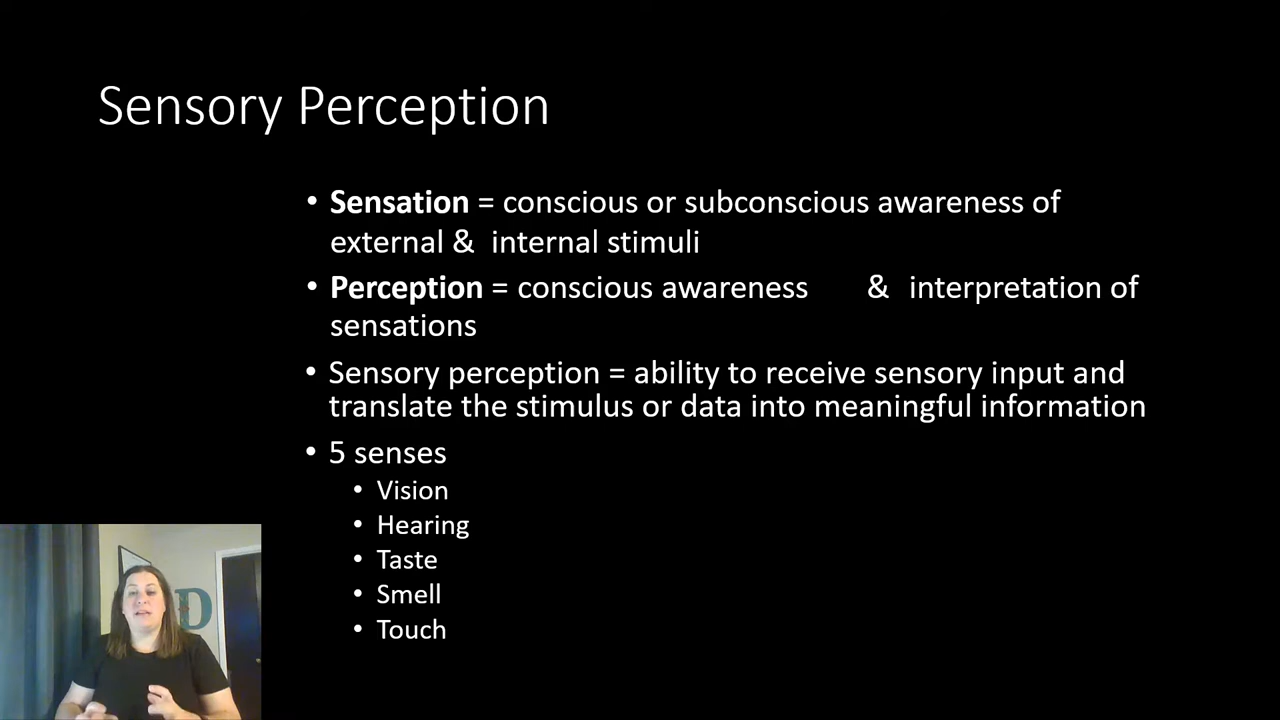 Sensory Perception
• Sensation = conscious or subconscious awareness of
external & internal stimuli
• Perception = conscious awareness & interpretation of
sensations
• Sensory perception = ability to receive sensory input and
translate the stimulus or data into meaningful information
• 5 senses
• Vision
• Hearing
• Taste
• Smell
• Touch
D